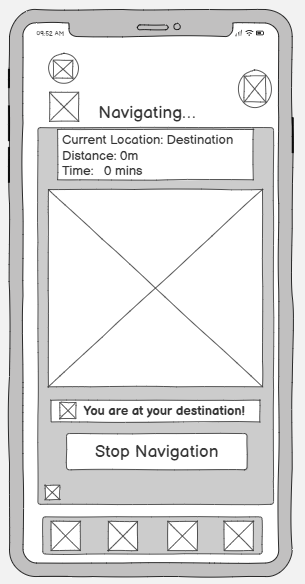 09:52 AM
Navigating...
Current Location: Destination
Distance: 0m
Time: 0 mins
You are at your destination!
Stop Navigation